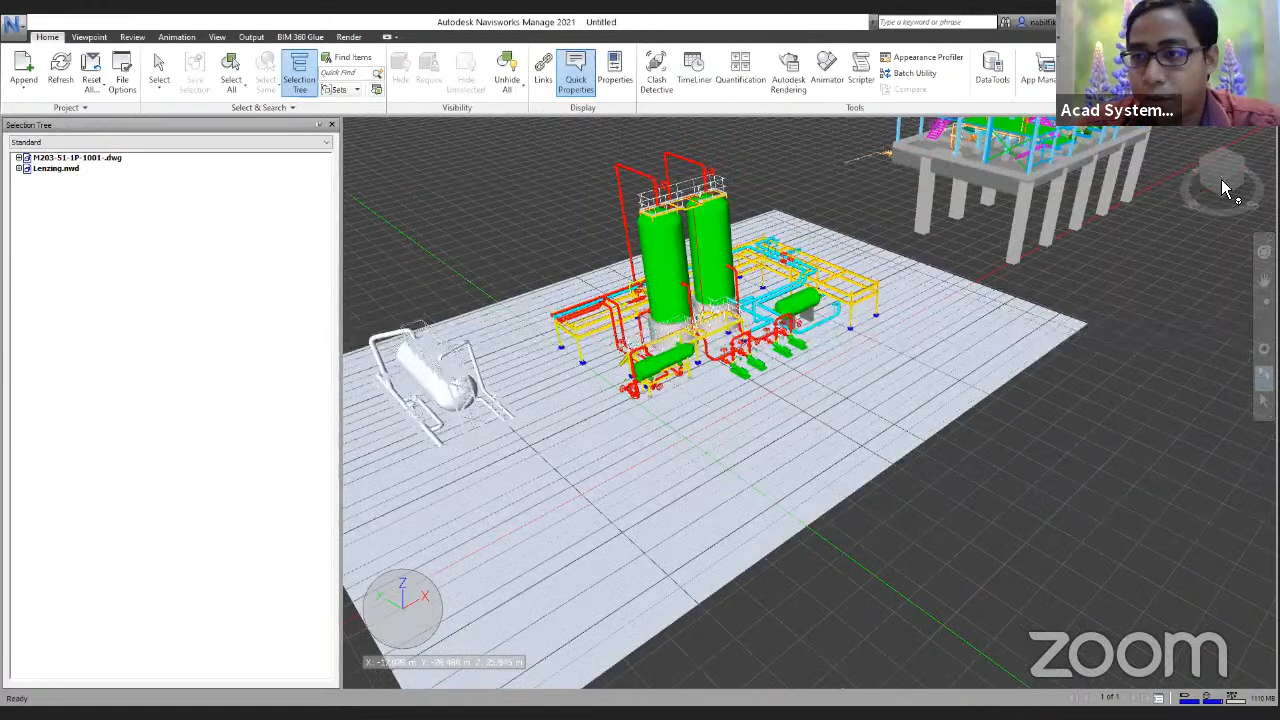 Autodesk Navisworks Manage 2021 Untitled
Type a keyword or phrase
nabilfik
Home Viewpoint Review Animation View Output BIM 360 Glue Render
Append Refresh Reset All... File Options Select Save Selection Select All Select Same Selection Tree Find Items Quick Find Sets Hide Require Hide Unselected Unhide All Links Quick Properties Properties Clash Detective TimeLiner Quantification Autodesk Rendering Animator Scripter Appearance Profiler Batch Utility Compare DataTools App Man
Project Select & Search Visibility Display Tools
Acad System...
Selection Tree
Standard
M203-51-1P-1001-.dwg
Lenzing.nwd
Z
Y X
zoom
Ready
1 of 1
1110 MB